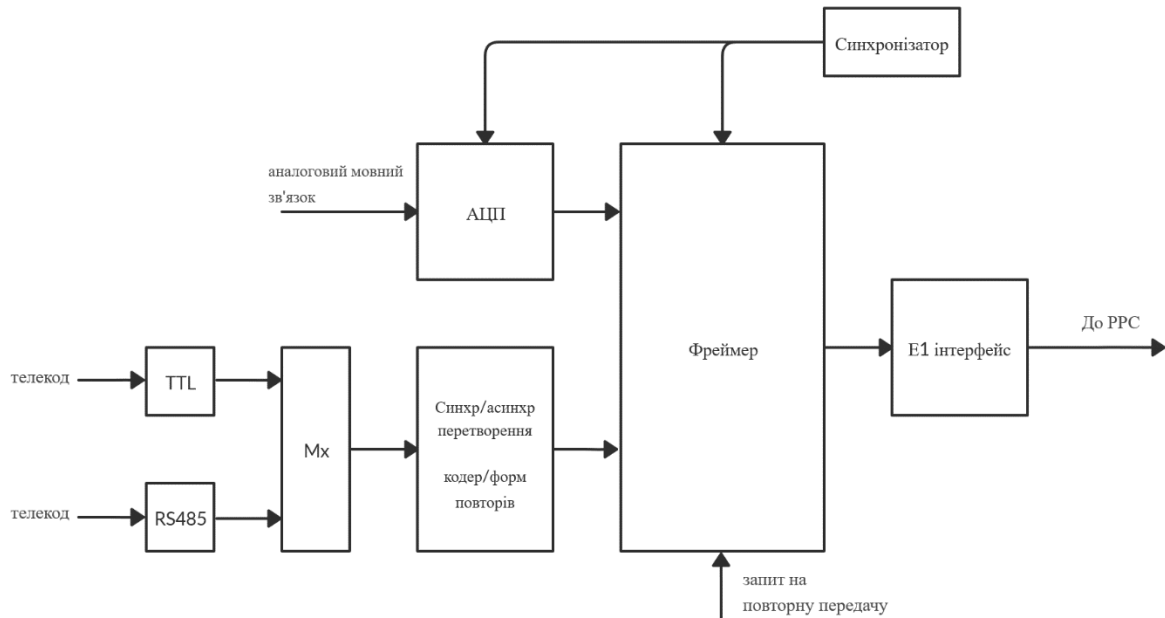 Синхронізатор
аналоговий мовний
зв'язок
АЦП
Фреймер
Е1 інтерфейс
До РРС
телекод
TTL
Mx
Синхр/асинхр
перетворення
кодер/форм
повторів
телекод
RS485
запит на
повторну передачу